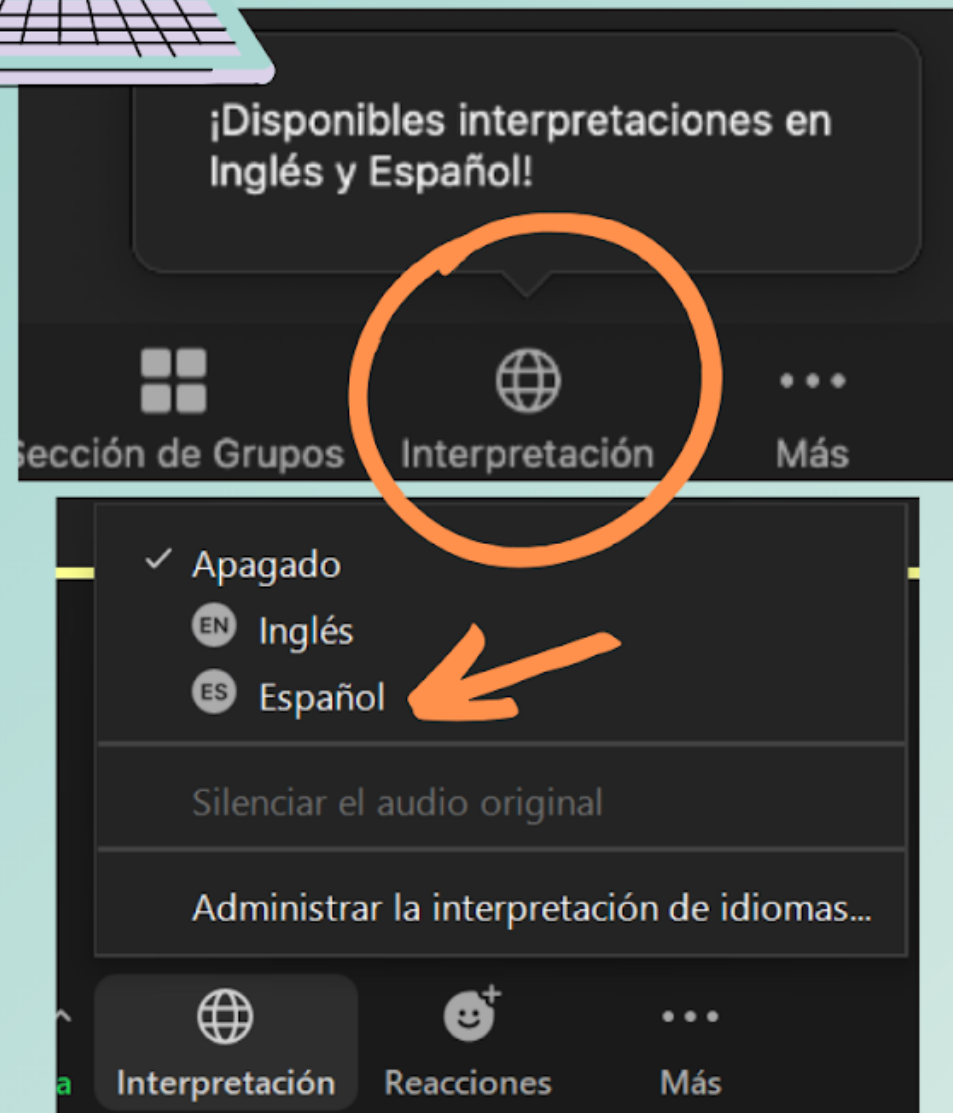 ¡Disponibles interpretaciones en
Inglés y Español!
Sección de Grupos
Interpretación
Más
Apagado
EN Inglés
ES Español
Silenciar el audio original
Administrar la interpretación de idiomas...
a
Interpretación
Reacciones
Más